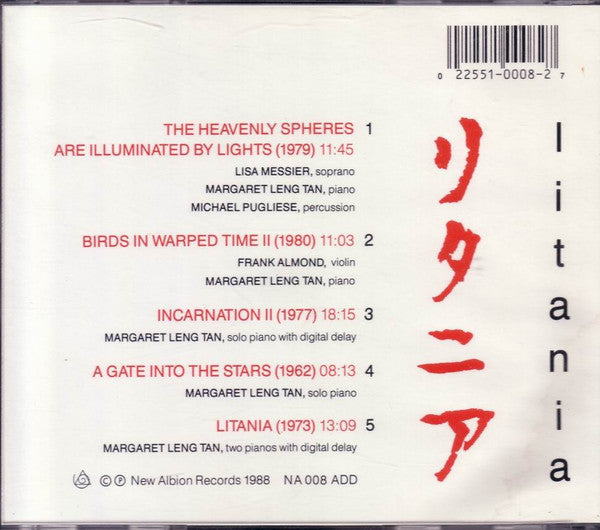 0 22551-0008-2 7
THE HEAVENLY SPHERES 1
ARE ILLUMINATED BY LIGHTS (1979) 11:45
LISA MESSIER, soprano
MARGARET LENG TAN, piano
MICHAEL PUGLIESE, percussion
BIRDS IN WARPED TIME II (1980) 11:03 2
FRANK ALMOND, violin
MARGARET LENG TAN, piano
INCARNATION II (1977) 18:15 3
MARGARET LENG TAN, solo piano with digital delay
A GATE INTO THE STARS (1962) 08:13 4
MARGARET LENG TAN, solo piano
LITANIA (1973) 13:09 5
MARGARET LENG TAN, two pianos with digital delay
© ℗ New Albion Records 1988 NA 008 ADD
リタニア
litania